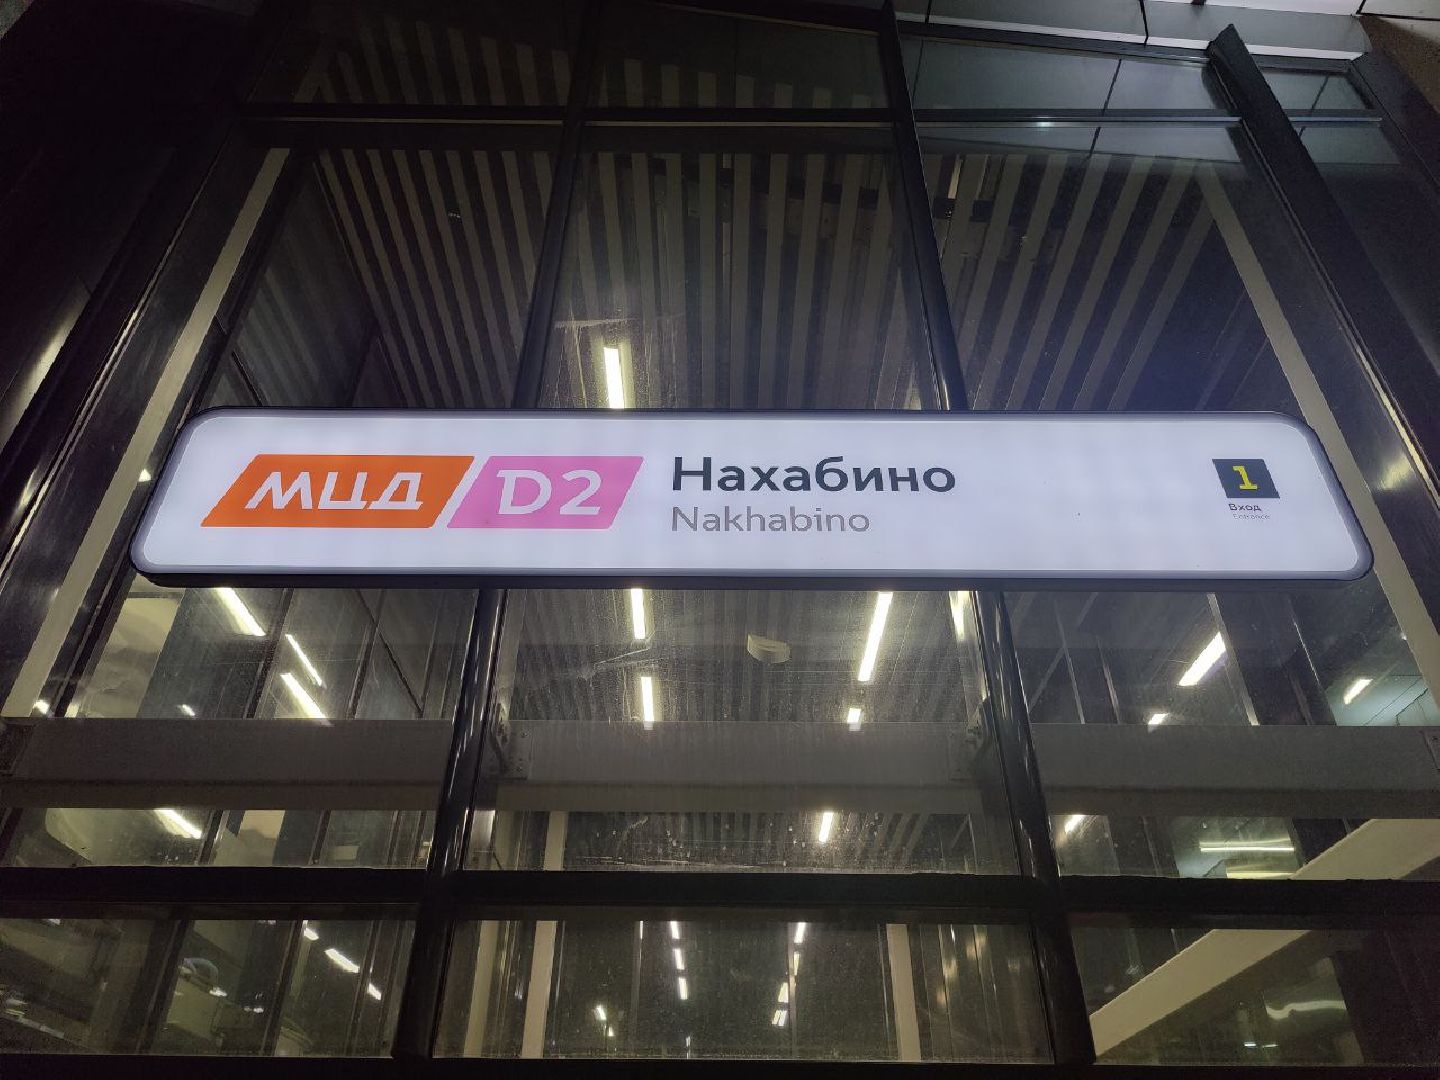 МЦД D2 Нахабино
Nakhabino
1
Вход
Entrance